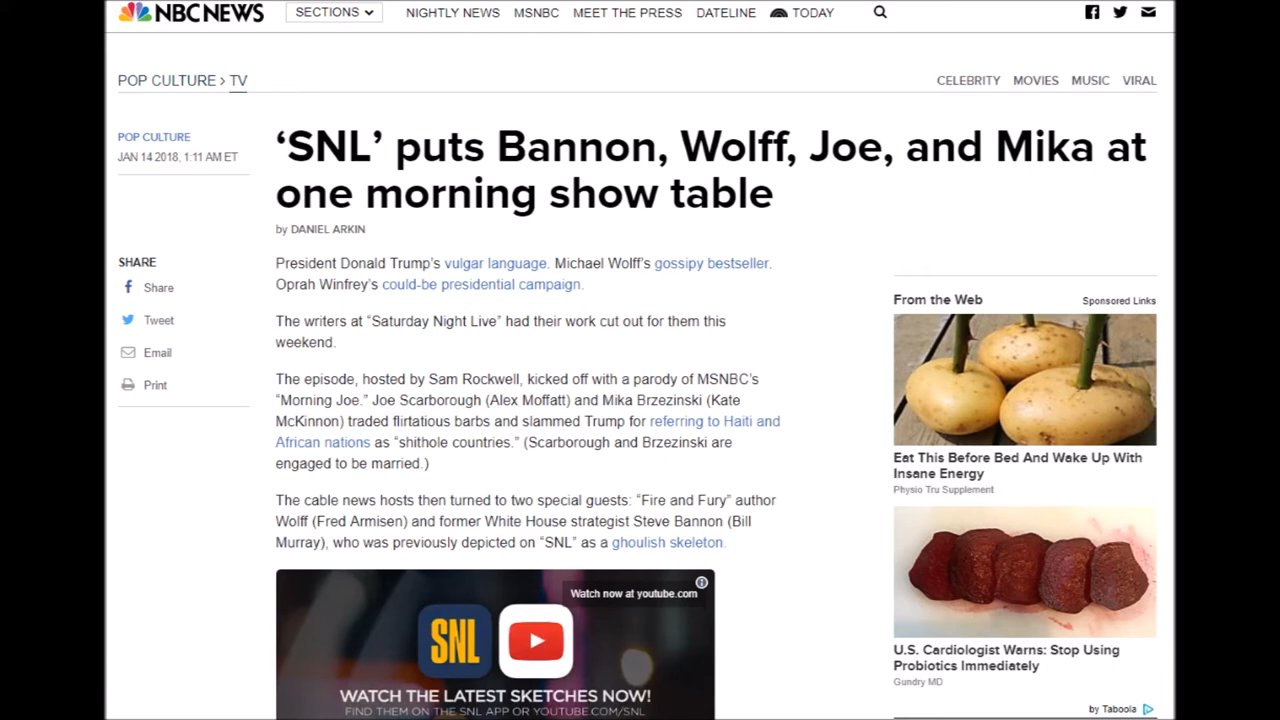 NBC NEWS
SECTIONS
NIGHTLY NEWS MSNBC MEET THE PRESS DATELINE TODAY
POP CULTURE > TV
CELEBRITY MOVIES MUSIC VIRAL
POP CULTURE
JAN 14 2018, 1:11 AM ET
‘SNL’ puts Bannon, Wolff, Joe, and Mika at
one morning show table
by DANIEL ARKIN
SHARE
Share
Tweet
Email
Print
President Donald Trump’s vulgar language. Michael Wolff’s gossipy bestseller.
Oprah Winfrey’s could-be presidential campaign.
The writers at “Saturday Night Live” had their work cut out for them this
weekend.
The episode, hosted by Sam Rockwell, kicked off with a parody of MSNBC’s
“Morning Joe.” Joe Scarborough (Alex Moffatt) and Mika Brzezinski (Kate
McKinnon) traded flirtatious barbs and slammed Trump for referring to Haiti and
African nations as “shithole countries.” (Scarborough and Brzezinski are
engaged to be married.)
The cable news hosts then turned to two special guests: “Fire and Fury” author
Wolff (Fred Armisen) and former White House strategist Steve Bannon (Bill
Murray), who was previously depicted on “SNL” as a ghoulish skeleton.
Watch now at youtube.com
SNL
WATCH THE LATEST SKETCHES NOW!
FIND THEM ON THE SNL APP OR YOUTUBE.COM/SNL
From the Web
Sponsored Links
Eat This Before Bed And Wake Up With
Insane Energy
Physio Tru Supplement
U.S. Cardiologist Warns: Stop Using
Probiotics Immediately
Gundry MD
by Taboola